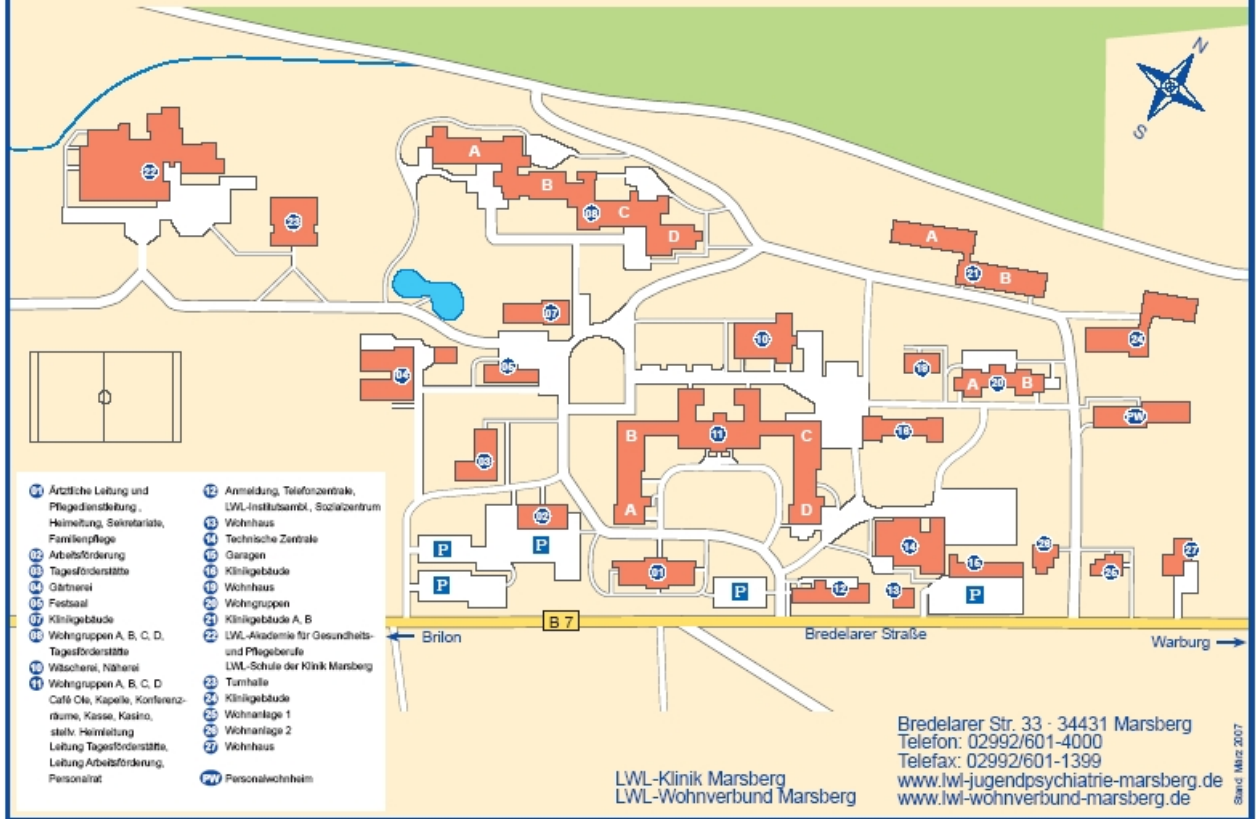 N
S
22
23
A
B
08
C
D
A
21
B
07
10
24
04
05
19
A
20
B
PW
B
11
C
16
03
A
D
02
P
P
P
14
01
P
12
13
15
P
26
27
B 7
Brilon
Bredelarer Straße
Warburg
01 Ärtztliche Leitung und
Pflegedienstleitung,
Heimeitung, Sekretariate,
Familienpflege
02 Arbeitsförderung
03 Tagesförderstätte
04 Gärtnerei
05 Festsaal
07 Klinikgebäude
08 Wohngruppen A, B, C, D,
Tagesförderstätte
10 Wäscherei, Näherei
11 Wohngruppen A, B, C, D
Café Ole, Kapelle, Konferenz-
räume, Kasse, Kasino,
stellv. Heimleitung
Leitung Tagesförderstätte,
Leitung Arbeitsförderung,
Personalrat
12 Anmeldung, Telefonzentrale,
LWL-Institutsambl., Sozialzentrum
13 Wohnhaus
14 Technische Zentrale
15 Garagen
16 Klinikgebäude
19 Wohnhaus
20 Wohngruppen
21 Klinikgebäude A, B
22 LWL-Akademie für Gesundheits-
und Pflegeberufe
LWL-Schule der Klinik Marsberg
23 Turnhalle
24 Klinikgebäude
25 Wohnanlage 1
26 Wohnanlage 2
27 Wohnhaus
PW Personalwohnheim
LWL-Klinik Marsberg
LWL-Wohnverbund Marsberg
Bredelarer Str. 33 · 34431 Marsberg
Telefon: 02992/601-4000
Telefax: 02992/601-1399
www.lwl-jugendpsychiatrie-marsberg.de
www.lwl-wohnverbund-marsberg.de
Stand März 2007